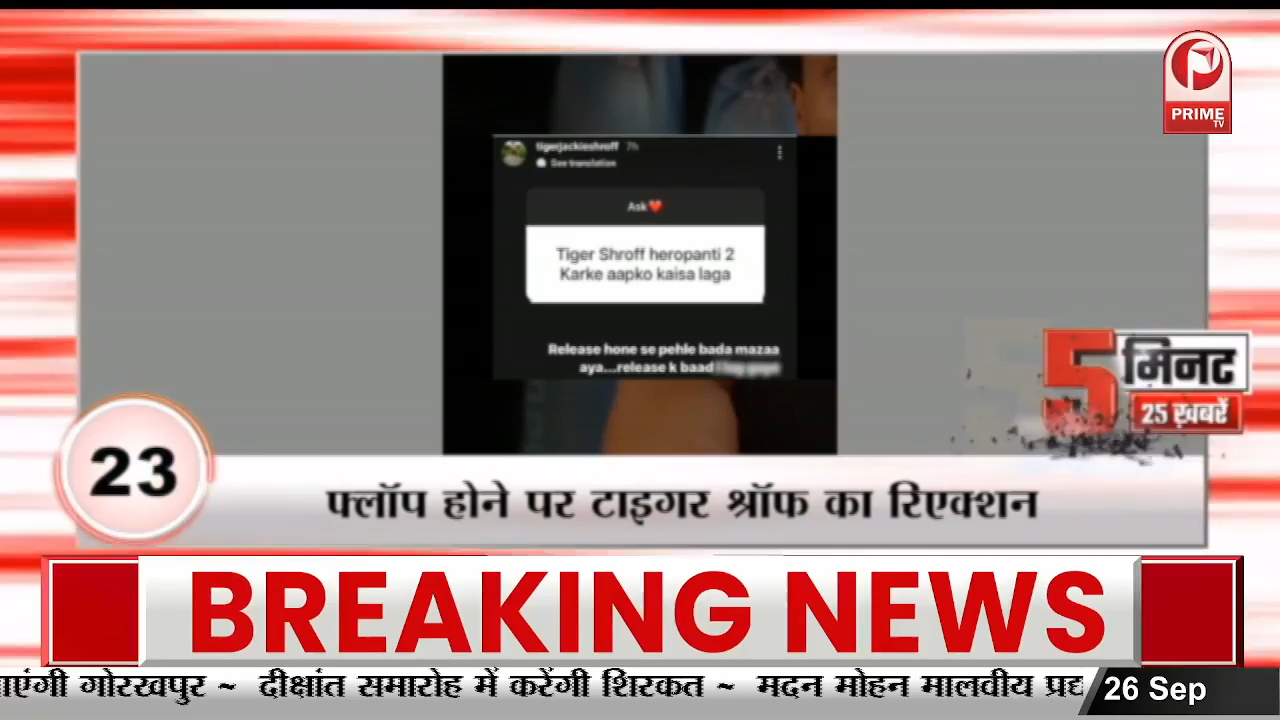 PRIME
TV
tigerjackieshroff 7h
See translation
Ask❤️
Tiger Shroff heropanti 2
Karke aapko kaisa laga
Release hone se pehle bada mazaa
aya...release k baad
5 मिनट
25 ख़बरें
23
फ्लॉप होने पर टाइगर श्रॉफ का रिएक्शन
BREAKING NEWS
गोरखपुर ~ दीक्षांत समारोह में करेंगी शिरकत ~ मदन मोहन मालवीय
26 Sep